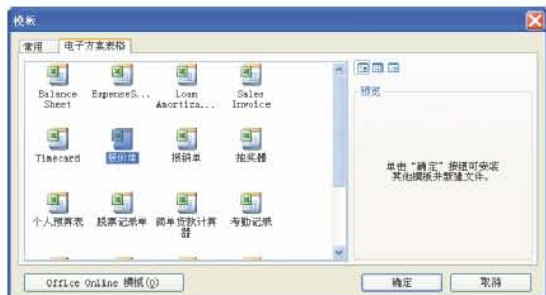 模板
常用 电子方案表格
Balance Sheet ExpenseS... Loan Amortiza... Sales Invoice
Timecard 报价单 报销单 抽奖器
个人预算表 股票记录单 简单贷款计算器 考勤记录
预览
单击“确定”按钮可安装
其他模板并新建文件。
Office Online 模板(O) 确定 取消